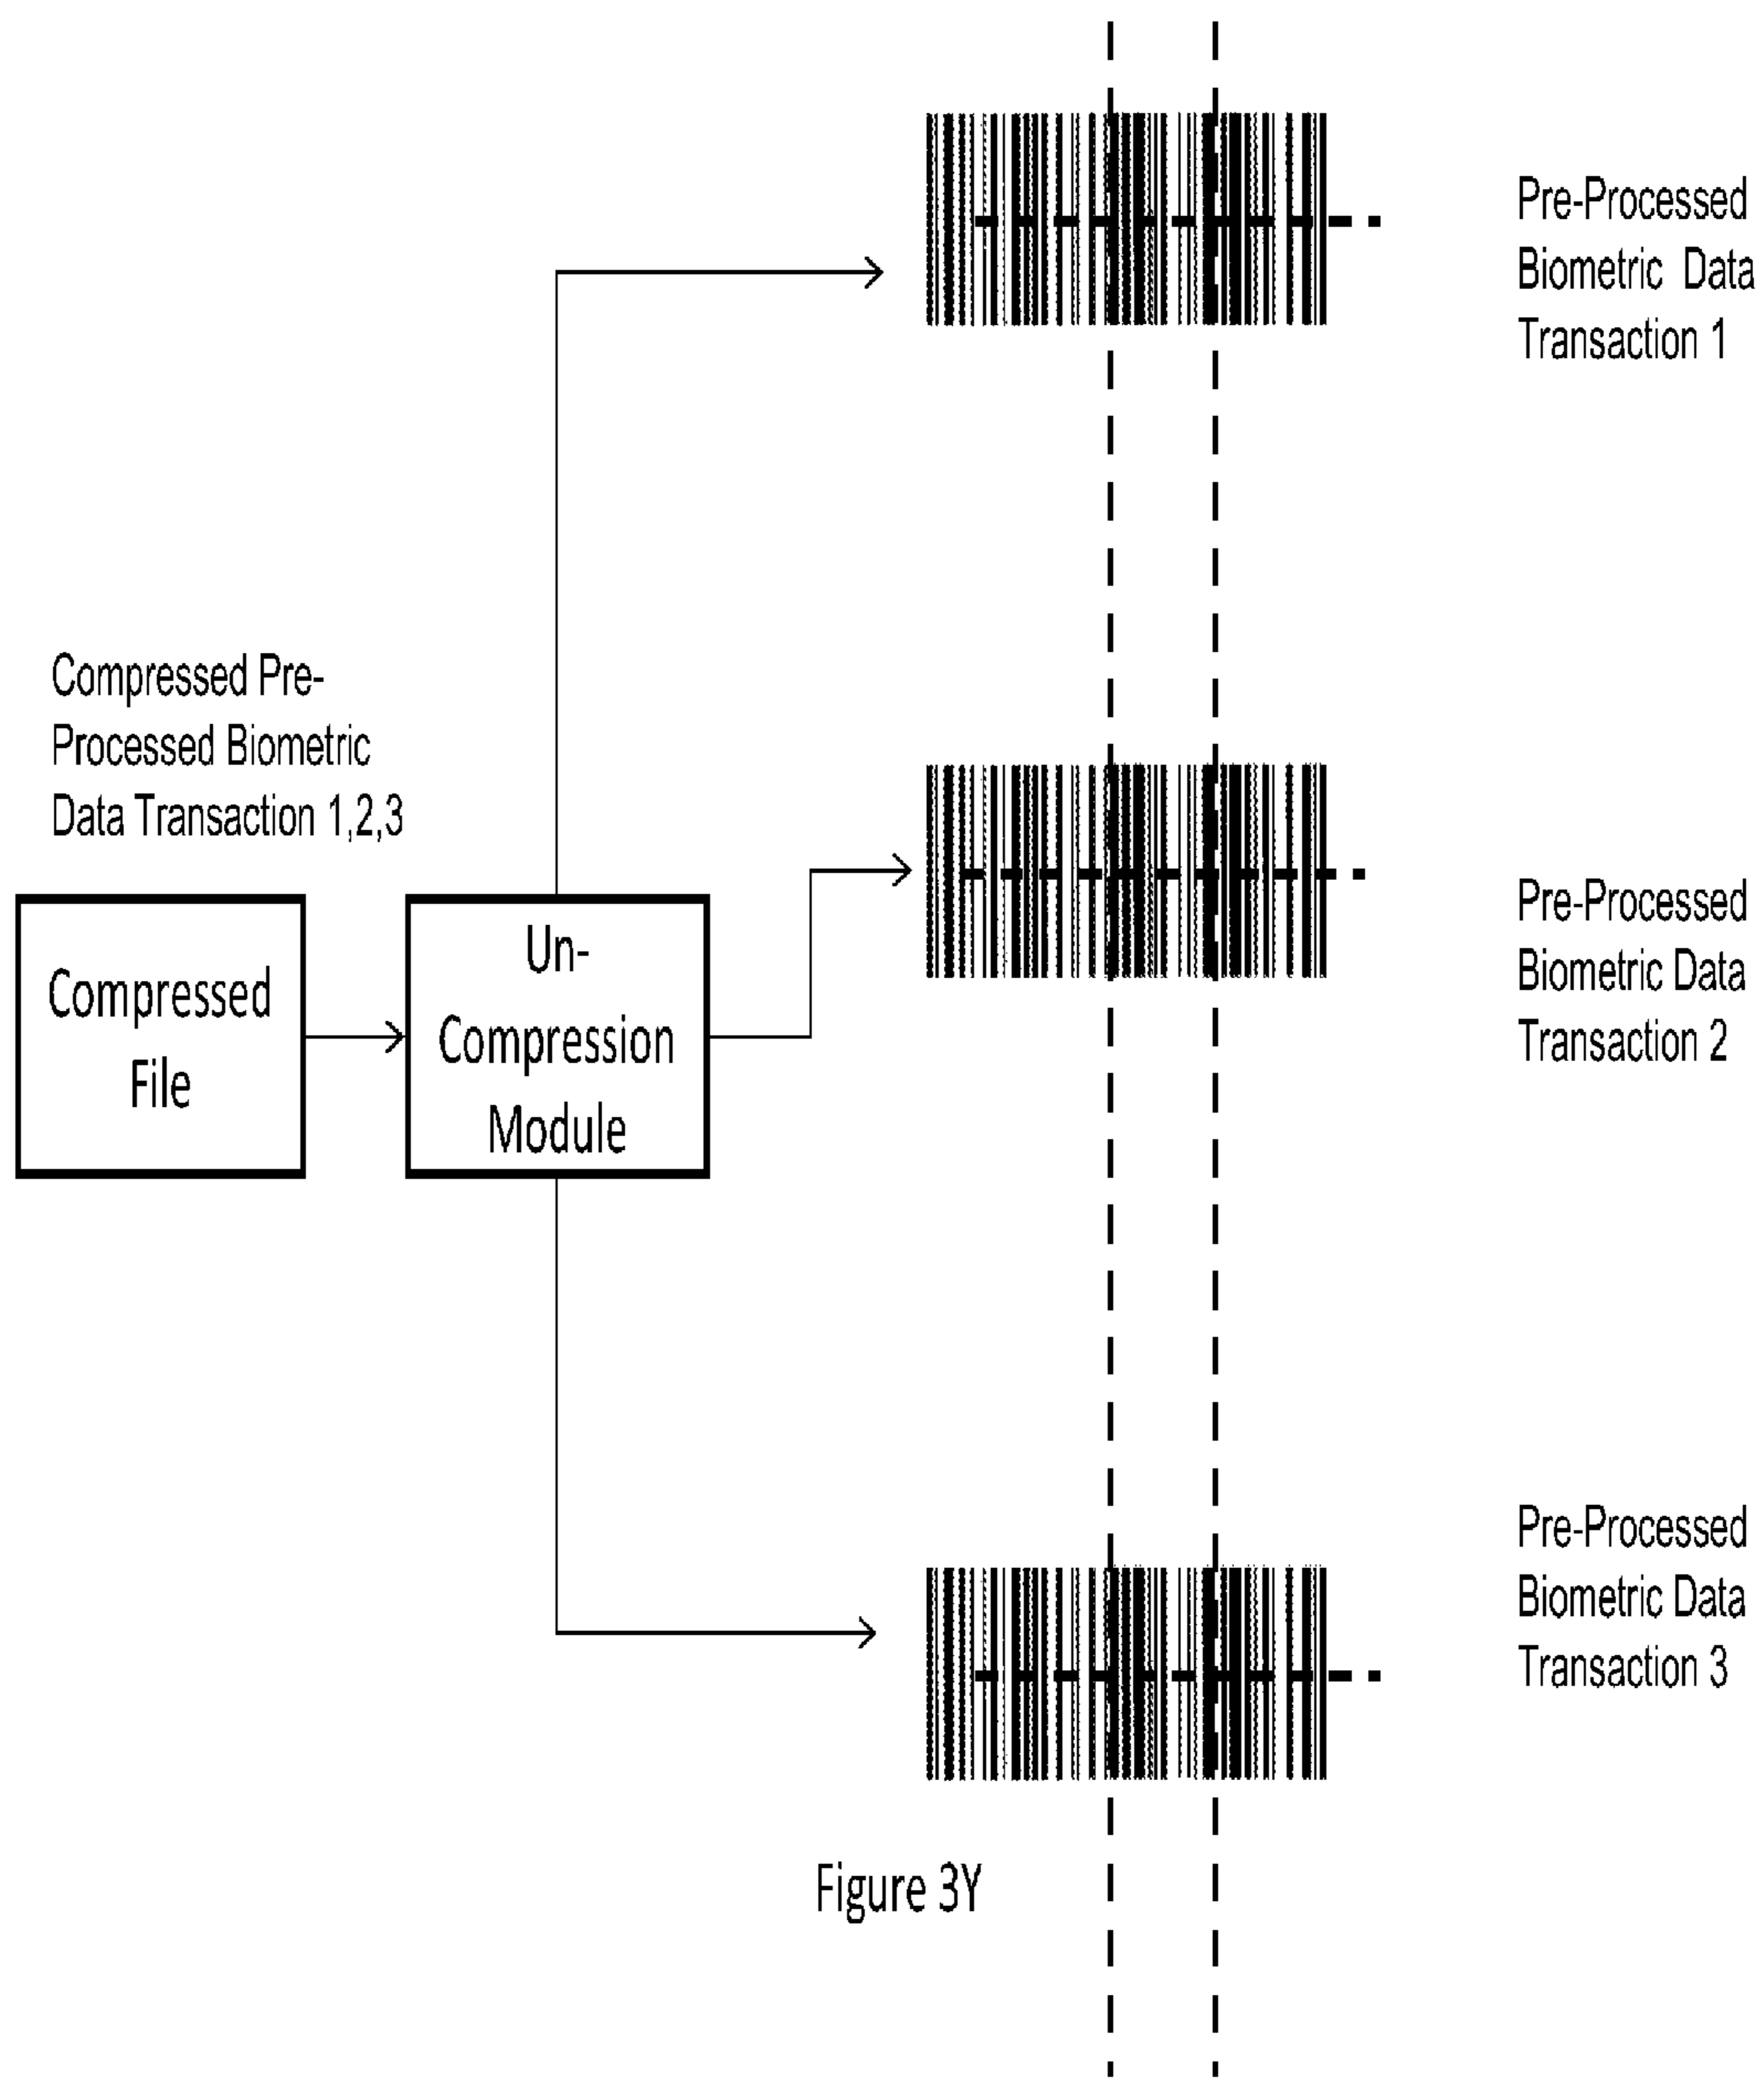 Pre-Processed
Biometric Data
Transaction 1
Compressed Pre-
Processed Biometric
Data Transaction 1,2,3
Compressed
File
Un-
Compression
Module
Pre-Processed
Biometric Data
Transaction 2
Pre-Processed
Biometric Data
Transaction 3
Figure 3Y